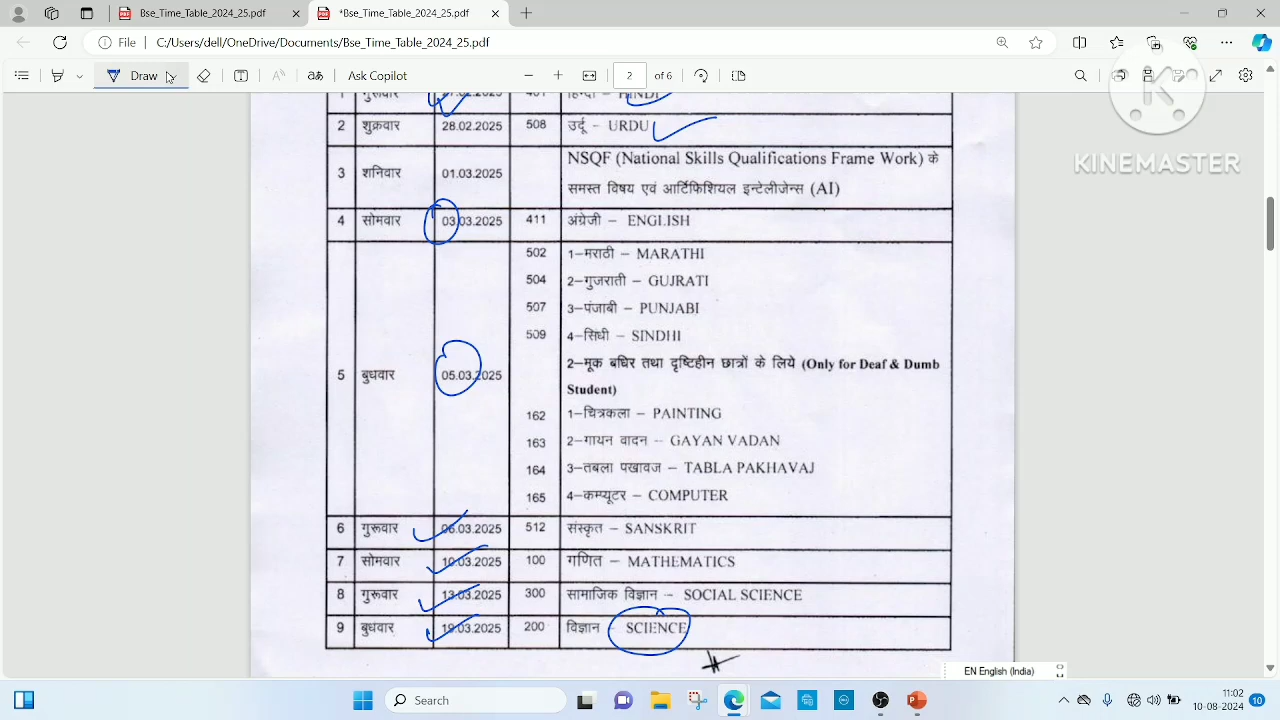 Bse_Time_Table_2024_25.pdf
*Bse_Time_Table_2024_25.pdf
File C:/Users/dell/OneDrive/Documents/Bse_Time_Table_2024_25.pdf
Draw Ask Copilot 2 of 6
KINEMASTER
1 गुरूवार हिन्दी – HINDI
2 शुक्रवार 28.02.2025 508 उर्दू – URDU
3 शनिवार 01.03.2025 NSQF (National Skills Qualifications Frame Work) के
समस्त विषय एवं आर्टिफिशियल इन्टेलीजेन्स (AI)
4 सोमवार 03.03.2025 411 अंग्रेजी – ENGLISH
502 1–मराठी – MARATHI
504 2–गुजराती – GUJRATI
507 3–पंजाबी – PUNJABI
509 4–सिंधी – SINDHI
2–मूक बधिर तथा दृष्टिहीन छात्रों के लिये (Only for Deaf & Dumb
5 बुधवार 05.03.2025
Student)
162 1–चित्रकला – PAINTING
163 2–गायन वादन – GAYAN VADAN
164 3–तबला पखावज – TABLA PAKHAVAJ
165 4–कम्प्यूटर – COMPUTER
6 गुरूवार 06.03.2025 512 संस्कृत – SANSKRIT
7 सोमवार 10.03.2025 100 गणित – MATHEMATICS
8 गुरूवार 13.03.2025 300 सामाजिक विज्ञान – SOCIAL SCIENCE
9 बुधवार 19.03.2025 200 विज्ञान SCIENCE
EN English (India)
Search
11:02
10-08-2024